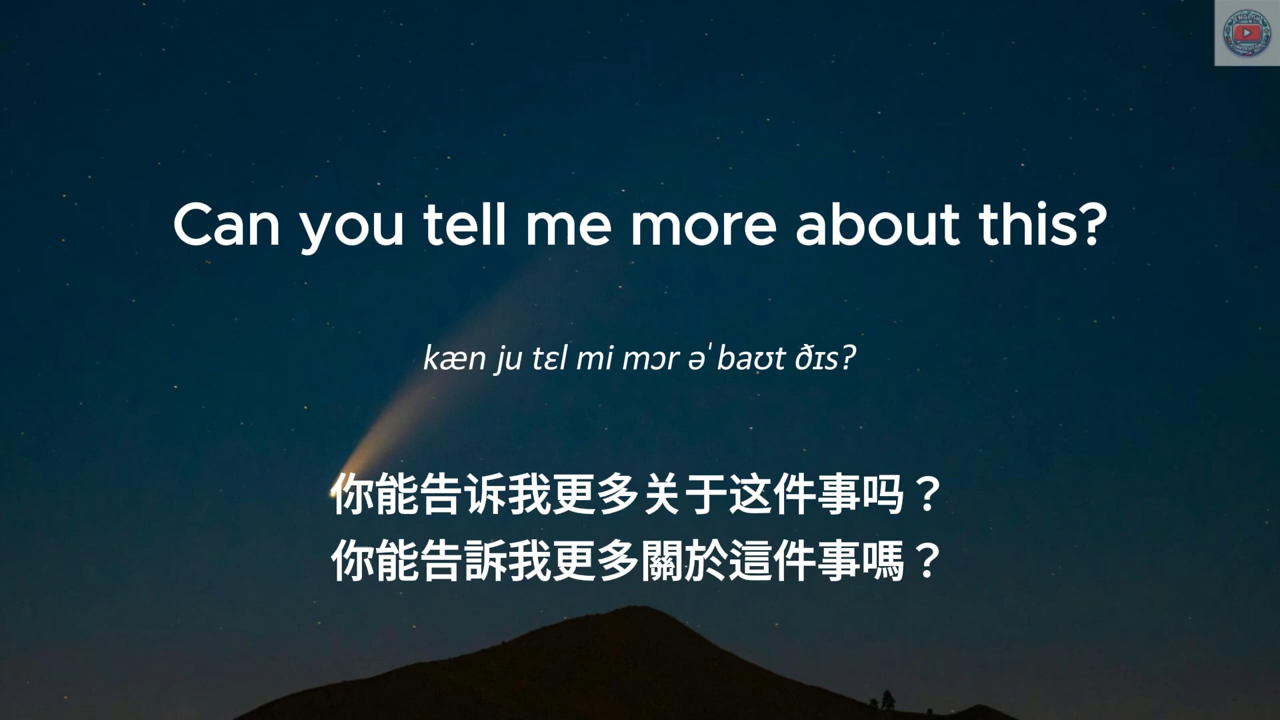 Can you tell me more about this?
kæn ju tɛl mi mɔr əˈbaʊt ðɪs?
你能告诉我更多关于这件事吗？
你能告訴我更多關於這件事嗎？